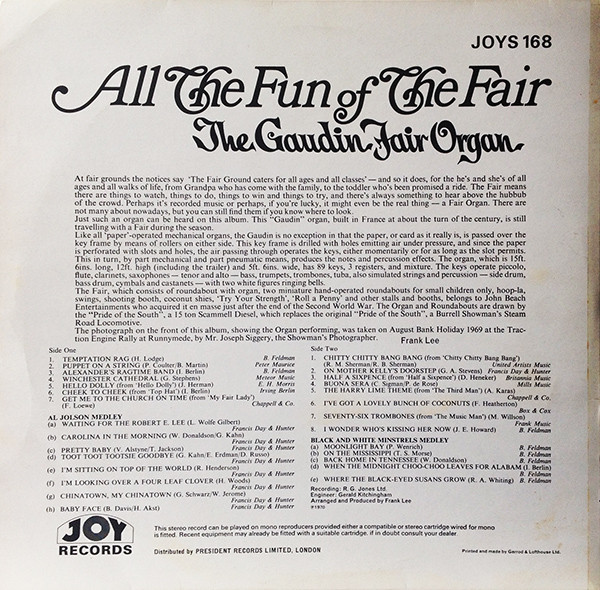 JOYS 168
All The Fun of The Fair
The Gaudin Fair Organ
At fair grounds the notices say 'The Fair Ground caters for all ages and all classes' — and so it does, for the he's and she's of all
ages and all walks of life, from Grandpa who has come with the family, to the toddler who's been promised a ride. The Fair means
there are things to watch, things to do, things to win and things to try, and there's always something to hear above the hubbub
of the crowd. Perhaps it's recorded music or perhaps, if you're lucky, it might even be the real thing — a Fair Organ. There are
not many about nowadays, but you can still find them if you know where to look.
Just such an organ can be heard on this album. This "Gaudin" organ, built in France at about the turn of the century, is still
travelling with a Fair during the season.
Like all 'paper'-operated mechanical organs, the Gaudin is no exception in that the paper, or card as it really is, is passed over the
key frame by means of rollers on either side. This key frame is drilled with holes emitting air under pressure, and since the paper
is perforated with slots and holes, the air passing through operates the keys, either momentarily or for as long as the slot permits.
This in turn, by part mechanical and part pneumatic means, produces the notes and percussion effects. The organ, which is 15ft.
6ins. long, 12ft. high (including the trailer) and 5ft. 6ins. wide, has 89 keys, 3 registers, and mixture. The keys operate piccolo,
flute, clarinets, saxophones — tenor and alto — bass, trumpets, trombones, tuba, also simulated strings and percussion — side drum,
bass drum, cymbals and castanets — with two white figures ringing bells.
The Fair, which consists of roundabout with organ, two miniature hand-operated roundabouts for small children only, hoop-la,
swings, shooting booth, coconut shies, 'Try Your Strength', 'Roll a Penny' and other stalls and booths, belongs to John Beach
Entertainments who acquired it en masse just after the end of the Second World War. The Organ and Roundabouts are drawn by
the "Pride of the South", a 15 ton Scammell Diesel, which replaces the original "Pride of the South", a Burrell Showman's Steam
Road Locomotive.
The photograph on the front of this album, showing the Organ performing, was taken on August Bank Holiday 1969 at the Trac-
tion Engine Rally at Runnymede, by Mr. Joseph Siggery, the Showman's Photographer.
Frank Lee
Side One
1. TEMPTATION RAG (H. Lodge) B. Feldman
2. PUPPET ON A STRING (P. Coulter/B. Martin) Peter Maurice
3. ALEXANDER'S RAGTIME BAND (I. Berlin) B. Feldman
4. WINCHESTER CATHEDRAL (G. Stephens) Meteor Music
5. HELLO DOLLY (from 'Hello Dolly') (J. Herman) E. H. Morris
6. CHEEK TO CHEEK (from 'Top Hat') (I. Berlin) Irving Berlin
7. GET ME TO THE CHURCH ON TIME (from 'My Fair Lady')
(F. Loewe) Chappell & Co.
AL JOLSON MEDLEY
(a) WAITING FOR THE ROBERT E. LEE (L. Wolfe Gilbert)
Francis Day & Hunter
(b) CAROLINA IN THE MORNING (W. Donaldson/G. Kahn)
Francis Day & Hunter
(c) PRETTY BABY (V. Alstyne/T. Jackson) Francis Day & Hunter
(d) TOOT TOOT TOOTSIE GOODBYE (G. Kahn/E. Erdman/D. Russo)
Francis Day & Hunter
(e) I'M SITTING ON TOP OF THE WORLD (R. Henderson)
Francis Day & Hunter
(f) I'M LOOKING OVER A FOUR LEAF CLOVER (H. Woods)
Francis Day & Hunter
(g) CHINATOWN, MY CHINATOWN (G. Schwarz/W. Jerome)
Francis Day & Hunter
(h) BABY FACE (B. Davis/H. Akst) Francis Day & Hunter
Side Two
1. CHITTY CHITTY BANG BANG (from 'Chitty Chitty Bang Bang')
(R. M. Sherman/R. B. Sherman) United Artists Music
2. ON MOTHER KELLY'S DOORSTEP (G. A. Stevens) Francis Day & Hunter
3. HALF A SIXPENCE (from 'Half a Sixpence') (D. Heneker) Britannia Music
4. BUONA SERA (C. Sigman/P. de Rose) Mills Music
5. THE HARRY LIME THEME (from 'The Third Man') (A. Karas)
Chappell & Co.
6. I'VE GOT A LOVELY BUNCH OF COCONUTS (F. Heatherton)
Box & Cox
7. SEVENTY-SIX TROMBONES (from 'The Music Man') (M. Willson)
Frank Music
8. I WONDER WHO'S KISSING HER NOW (J. E. Howard) B. Feldman
BLACK AND WHITE MINSTRELS MEDLEY
(a) MOONLIGHT BAY (P. Wenrich) B. Feldman
(b) ON THE MISSISSIPPI (T. S. Morse) B. Feldman
(c) BACK HOME IN TENNESSEE (W. Donaldson) B. Feldman
(d) WHEN THE MIDNIGHT CHOO-CHOO LEAVES FOR ALABAM (I. Berlin)
B. Feldman
(e) WHERE THE BLACK-EYED SUSANS GROW (R. A. Whiting) B. Feldman
Recording: R. G. Jones Ltd.
Engineer: Gerald Kitchingham
Arranged and Produced by Frank Lee
℗1970
JOY
RECORDS
This stereo record can be played on mono reproducers provided either a compatible or stereo cartridge wired for mono
is fitted. Recent equipment may already be fitted with a suitable cartridge. if in doubt consult your dealer.
Distributed by PRESIDENT RECORDS LIMITED, LONDON
Printed and made by Garrod & Lofthouse Ltd.